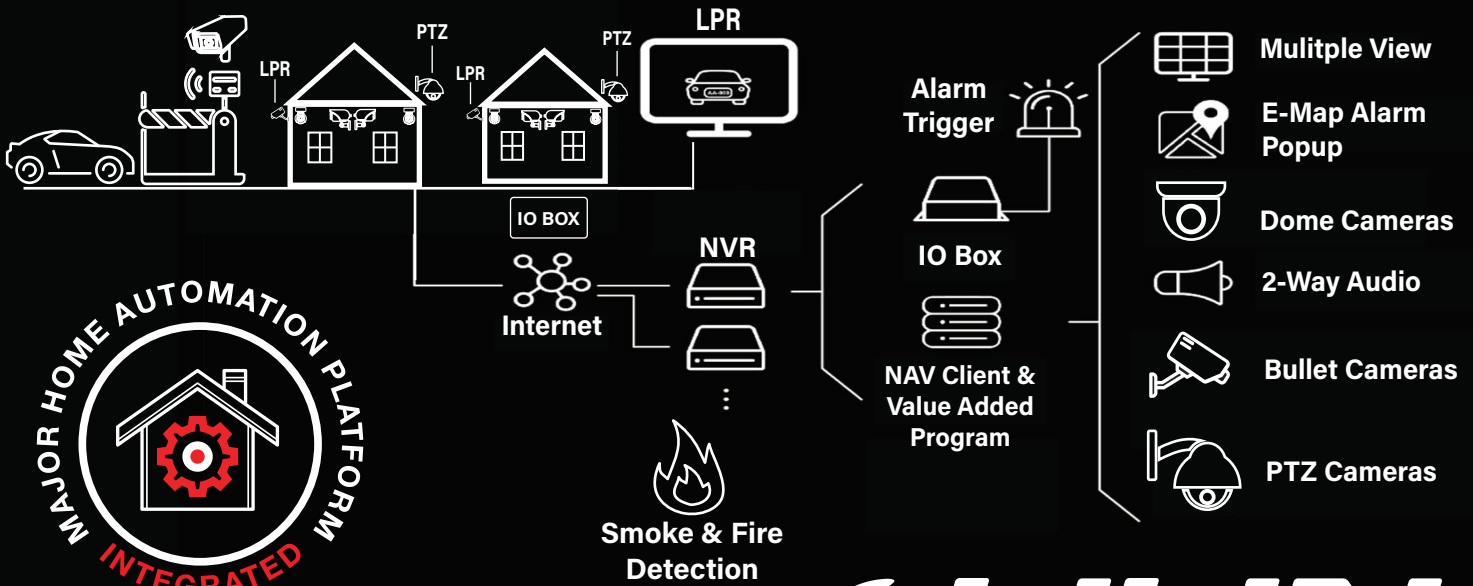 LPR
PTZ
LPR
PTZ
LPR
AA-003
Alarm
Trigger
IO BOX
Internet
NVR
IO Box
NAV Client &
Value Added
Program
Smoke & Fire
Detection
Mulitple View
E-Map Alarm
Popup
Dome Cameras
2-Way Audio
Bullet Cameras
PTZ Cameras
MAJOR HOME AUTOMATION PLATFORM
INTEGRATED